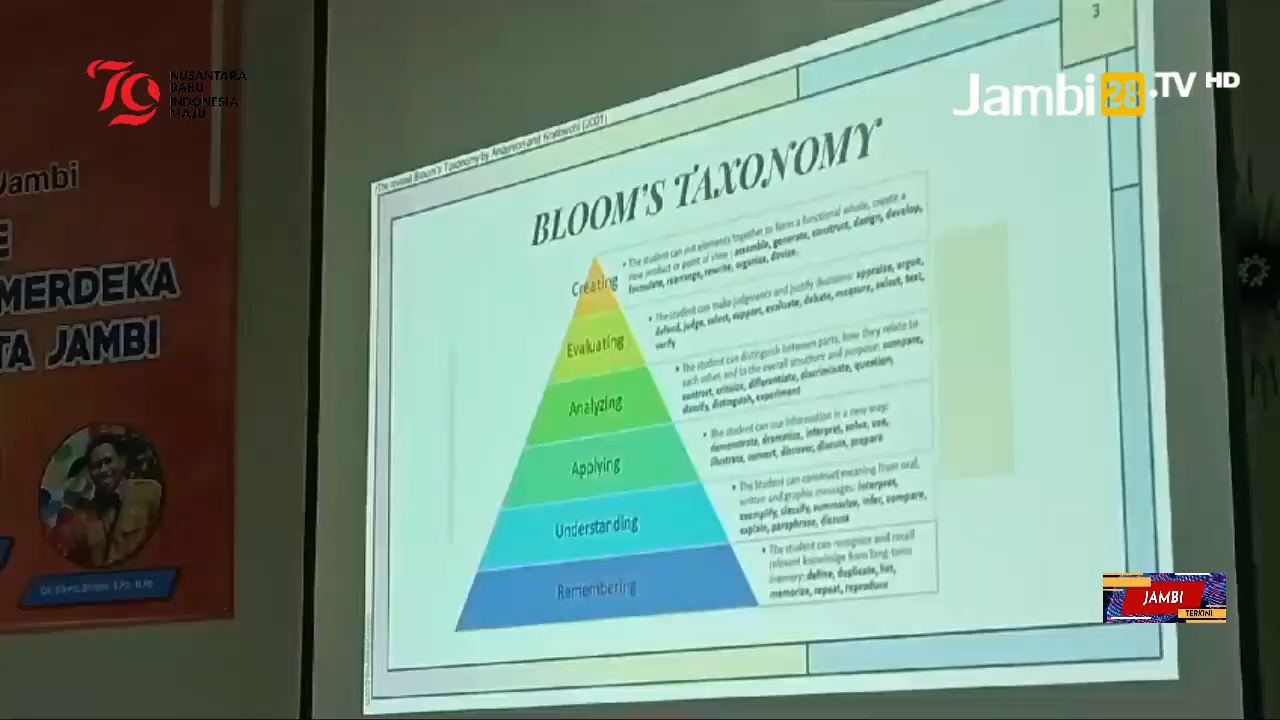 79 NUSANTARA
BARU
INDONESIA
MAJU
Jambi28.TV HD
Jambi
MERDEKA
TA JAMBI
3
*The revised Bloom's Taxonomy by Anderson and Krathwohl (2001)
BLOOM'S TAXONOMY
Creating
• The student can put elements together to form a functional whole, create a
new product or point of view : assemble, generate, construct, design, develop,
formulate, rearrange, rewrite, organize, devise.
Evaluating
• The student can make judgments and justify decisions: appraise, argue,
defend, judge, select, support, evaluate, debate, measure, select, test,
verify
Analyzing
• The student can distinguish between parts, how they relate to
each other, and to the overall structure and purpose: compare,
contrast, criticize, differentiate, discriminate, question,
classify, distinguish, experiment
Applying
• The student can use information in a new way:
demonstrate, dramatize, interpret, solve, use,
illustrate, convert, discover, discuss, prepare
Understanding
• The Student can construct meaning from oral,
written and graphic messages: interpret,
exemplify, classify, summarize, infer, compare,
explain, paraphrase, discuss
Remembering
• The student can recognize and recall
relevant knowledge from long-term
memory: define, duplicate, list,
memorize, repeat, reproduce
JAMBI
TERKINI